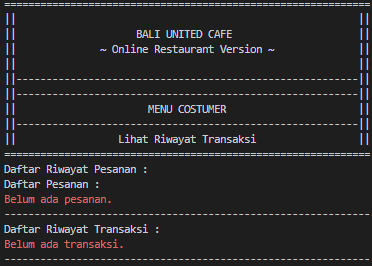 BALI UNITED CAFE
~ Online Restaurant Version ~
MENU COSTUMER
Lihat Riwayat Transaksi
Daftar Riwayat Pesanan :
Daftar Pesanan :
Belum ada pesanan.
Daftar Riwayat Transaksi :
Belum ada transaksi.